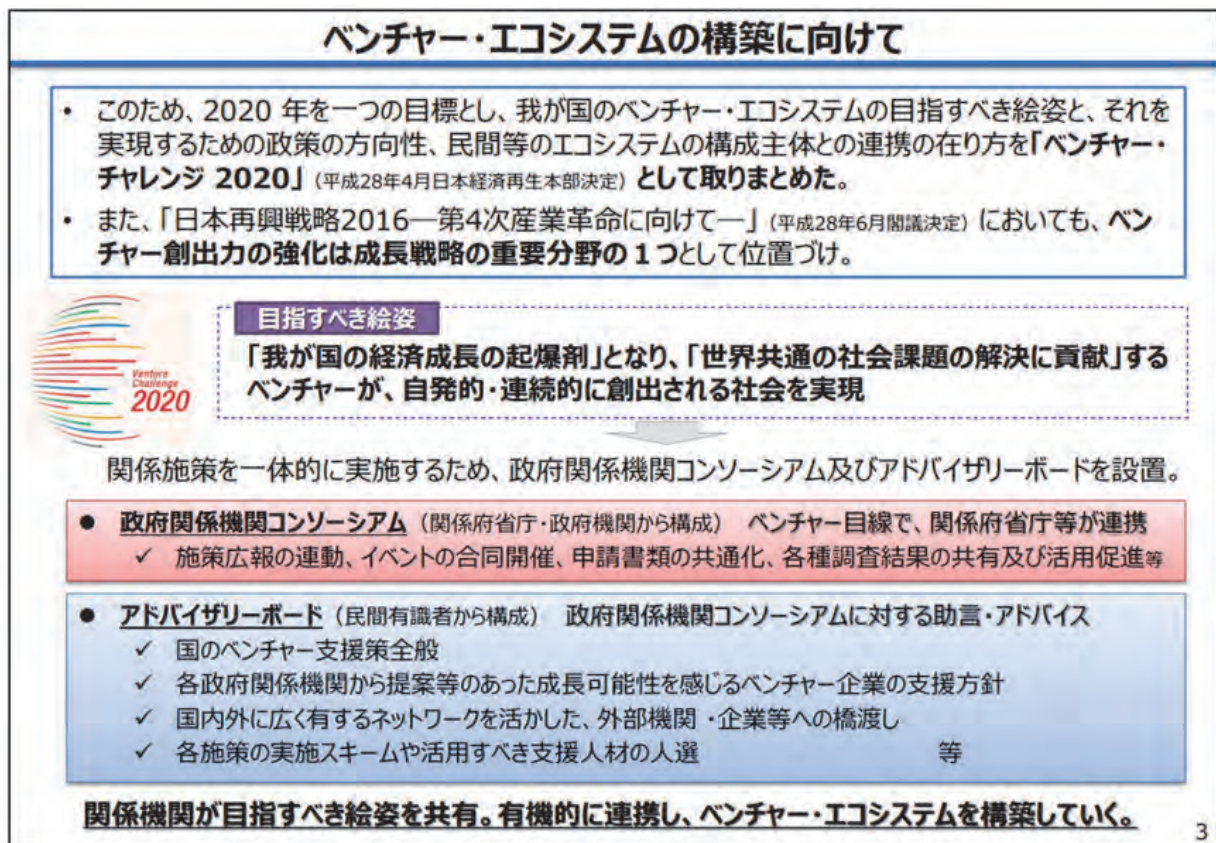 ベンチャー・エコシステムの構築に向けて
• このため、2020 年を一つの目標とし、我が国のベンチャー・エコシステムの目指すべき絵姿と、それを
実現するための政策の方向性、民間等のエコシステムの構成主体との連携の在り方を「ベンチャー・
チャレンジ 2020」（平成28年4月日本経済再生本部決定）として取りまとめた。
• また、「日本再興戦略2016―第4次産業革命に向けて―」（平成28年6月閣議決定）においても、ベン
チャー創出力の強化は成長戦略の重要分野の１つとして位置づけ。
Venture
Challenge
2020
目指すべき絵姿
「我が国の経済成長の起爆剤」となり、「世界共通の社会課題の解決に貢献」する
ベンチャーが、自発的・連続的に創出される社会を実現
関係施策を一体的に実施するため、政府関係機関コンソーシアム及びアドバイザリーボードを設置。
● 政府関係機関コンソーシアム（関係府省庁・政府機関から構成） ベンチャー目線で、関係府省庁等が連携
✓ 施策広報の連動、イベントの合同開催、申請書類の共通化、各種調査結果の共有及び活用促進等
● アドバイザリーボード（民間有識者から構成） 政府関係機関コンソーシアムに対する助言・アドバイス
✓ 国のベンチャー支援策全般
✓ 各政府関係機関から提案等のあった成長可能性を感じるベンチャー企業の支援方針
✓ 国内外に広く有するネットワークを活かした、外部機関・企業等への橋渡し
✓ 各施策の実施スキームや活用すべき支援人材の人選 等
関係機関が目指すべき絵姿を共有。有機的に連携し、ベンチャー・エコシステムを構築していく。
3